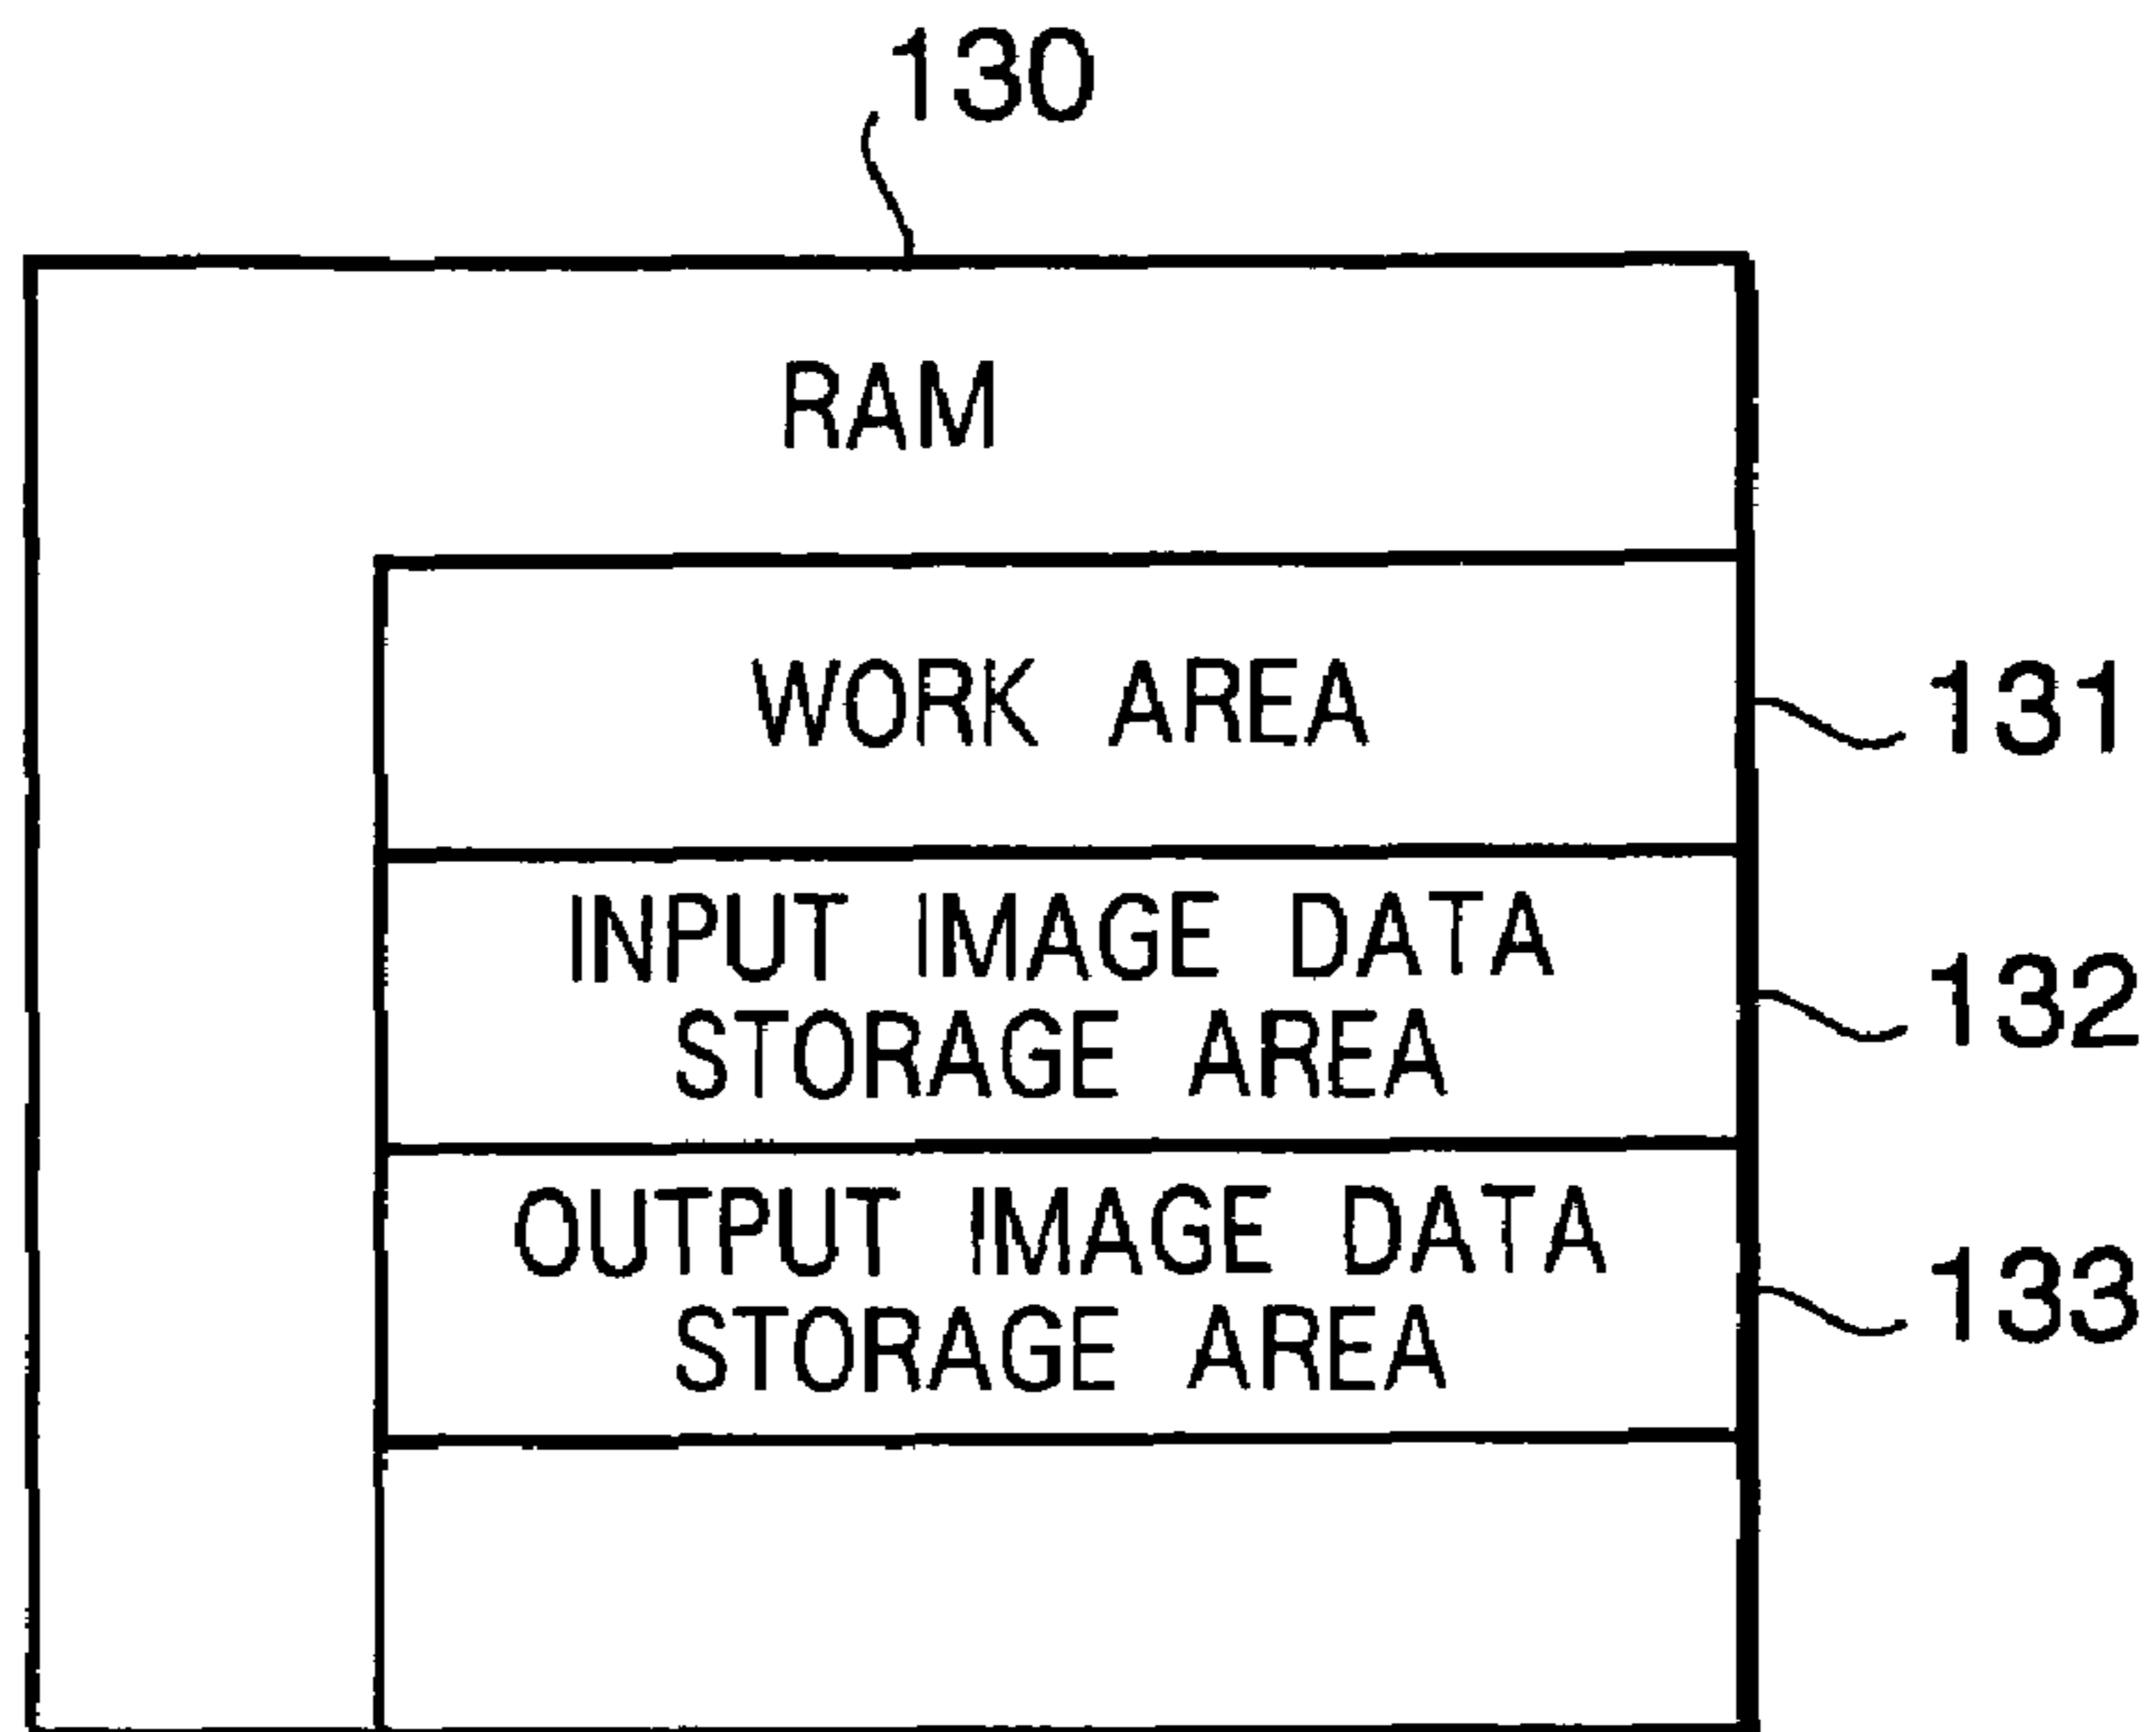 130
RAM
WORK AREA
131
INPUT IMAGE DATA
STORAGE AREA
132
OUTPUT IMAGE DATA
STORAGE AREA
133